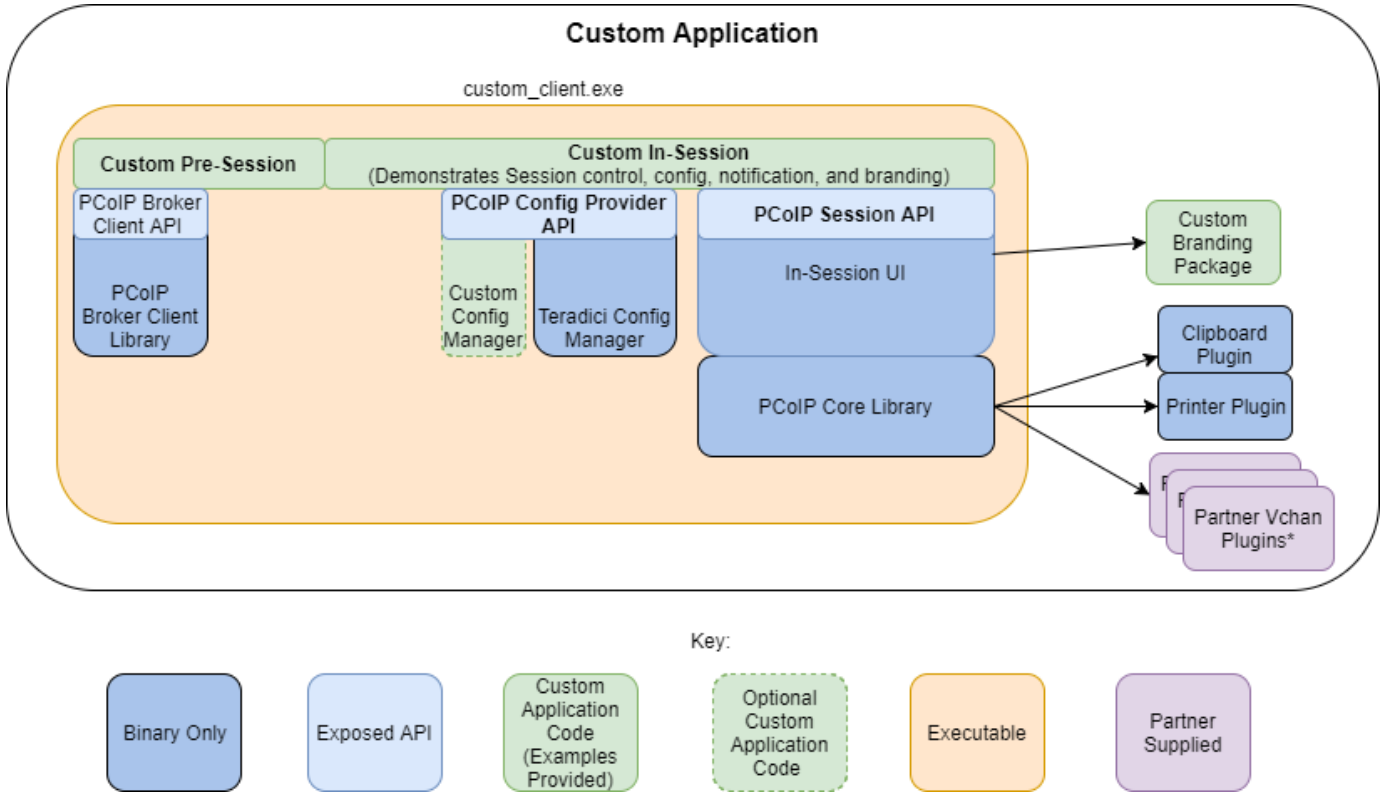 Custom Application
custom_client.exe
Custom Pre-Session
Custom In-Session
(Demonstrates Session control, config, notification, and branding)
PCoIP Broker
Client API
PCoIP
Broker Client
Library
PCoIP Config Provider
API
Custom
Config
Manager
Teradici Config
Manager
PCoIP Session API
In-Session UI
PCoIP Core Library
Custom
Branding
Package
Clipboard
Plugin
Printer Plugin
Partner Vchan
Plugins*
Key:
Binary Only
Exposed API
Custom
Application
Code
(Examples
Provided)
Optional
Custom
Application
Code
Executable
Partner
Supplied